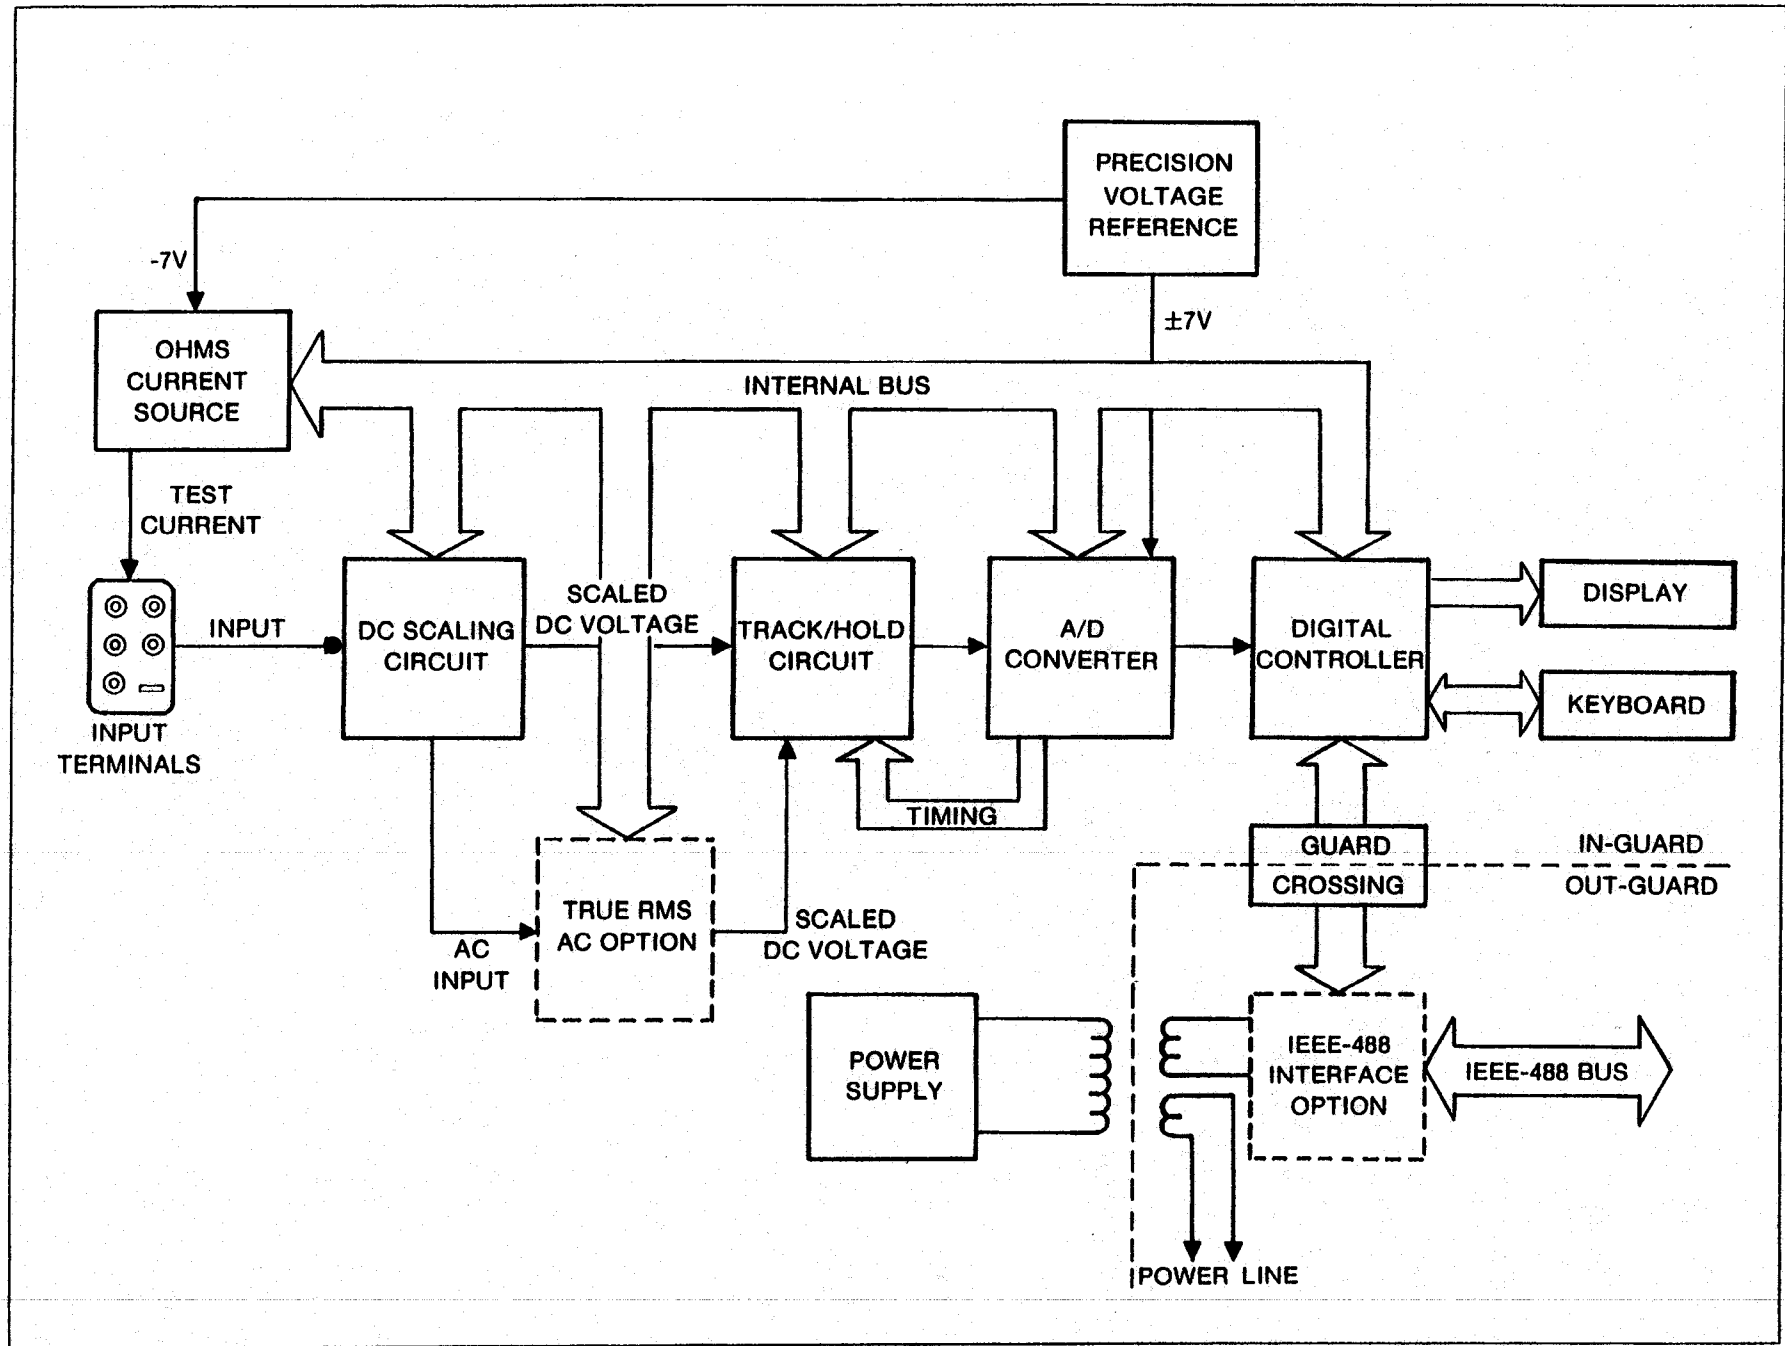 PRECISION
VOLTAGE
REFERENCE
-7V
±7V
OHMS
CURRENT
SOURCE
INTERNAL BUS
TEST
CURRENT
INPUT
INPUT
TERMINALS
DC SCALING
CIRCUIT
SCALED
DC VOLTAGE
TRACK/HOLD
CIRCUIT
A/D
CONVERTER
DIGITAL
CONTROLLER
DISPLAY
KEYBOARD
TIMING
GUARD
CROSSING
IN-GUARD
OUT-GUARD
TRUE RMS
AC OPTION
AC
INPUT
SCALED
DC VOLTAGE
POWER
SUPPLY
IEEE-488
INTERFACE
OPTION
IEEE-488 BUS
POWER LINE